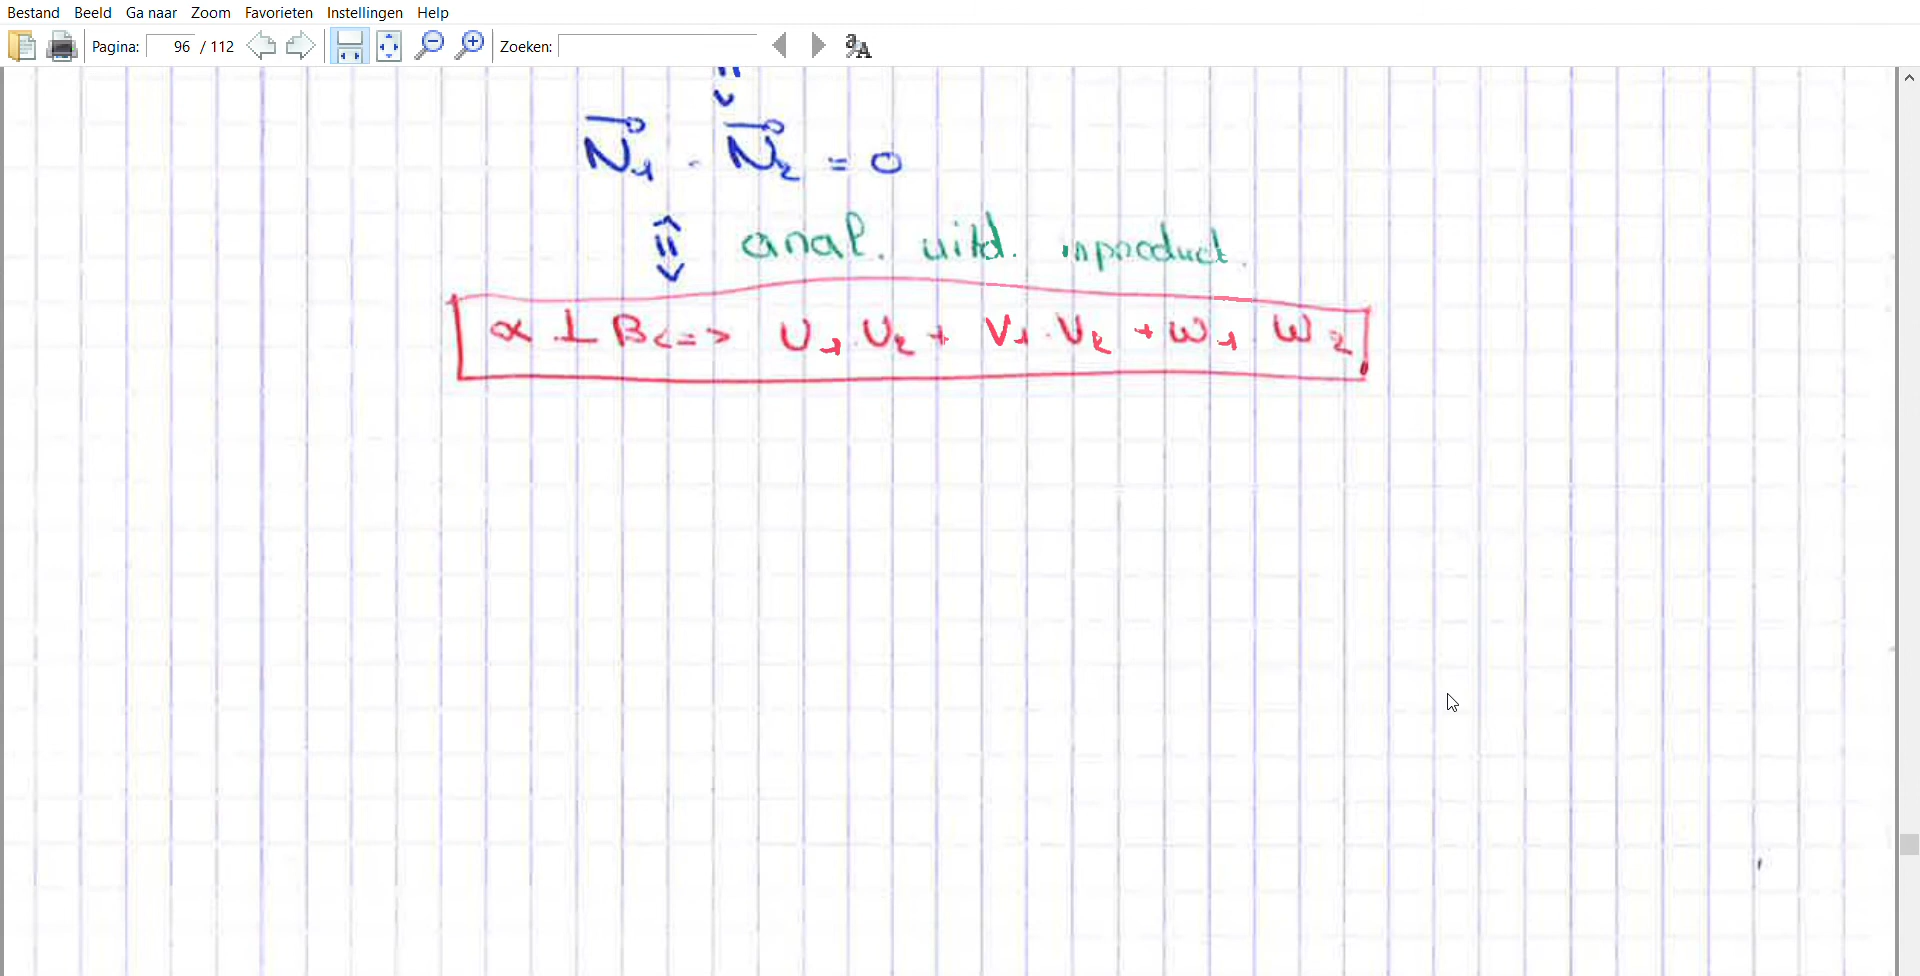 Bestand Beeld Ga naar Zoom Favorieten Instellingen Help
Pagina: 96 / 112 Zoeken:
N₁ · N₂ = 0
anal. uitd. inproduct.
α ⊥ β <=> U₁ . U₂ + V₁ . V₂ + W₁ . W₂